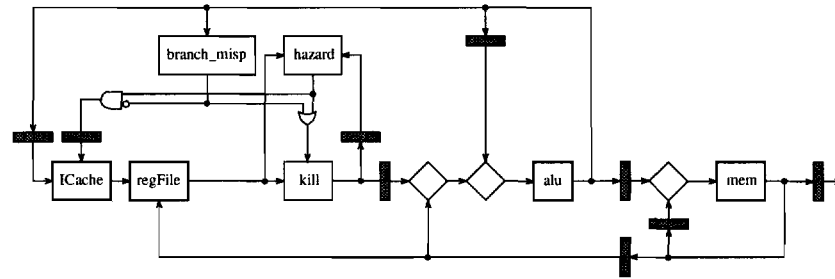 branch_misp
hazard
ICache
regFile
kill
alu
mem